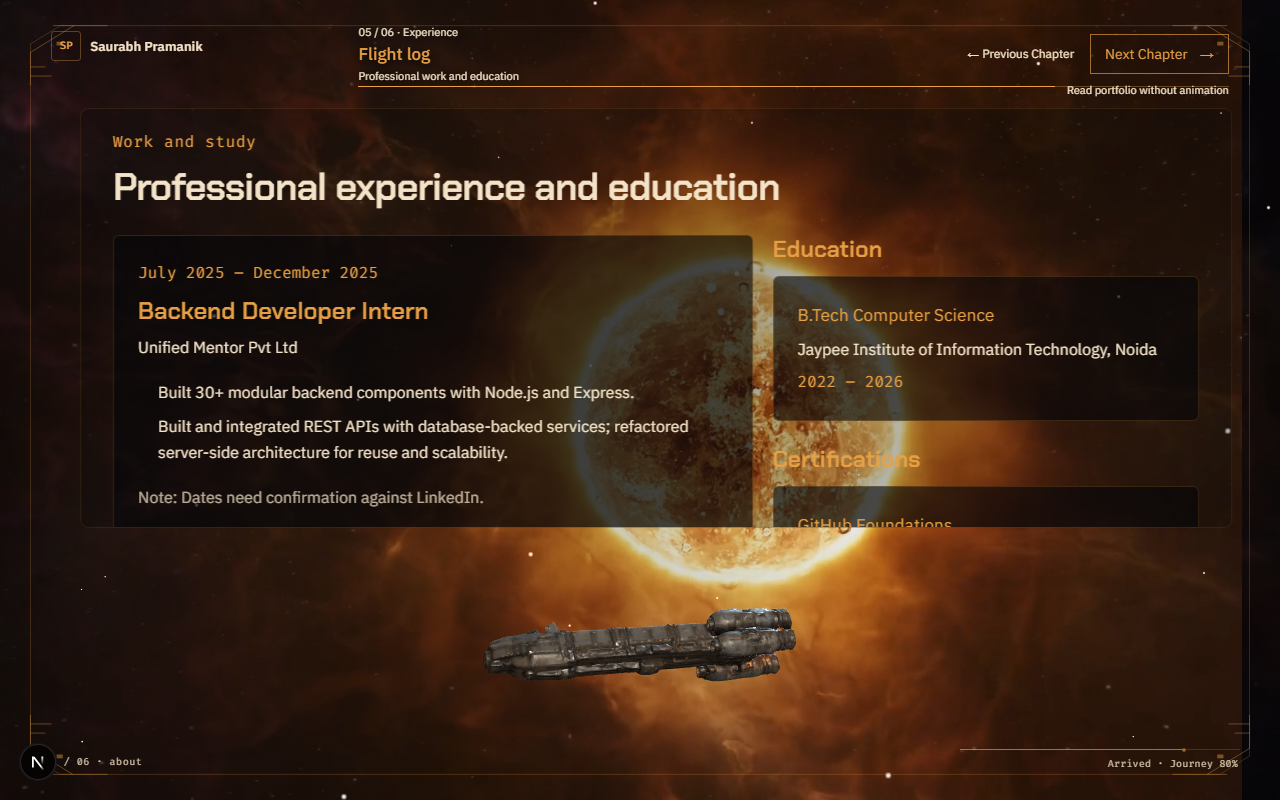 SP
Saurabh Pramanik
05 / 06 · Experience
Flight log
Professional work and education
← Previous Chapter
Next Chapter →
Read portfolio without animation
Work and study
Professional experience and education
July 2025 – December 2025
Backend Developer Intern
Unified Mentor Pvt Ltd
Built 30+ modular backend components with Node.js and Express.
Built and integrated REST APIs with database-backed services; refactored
server-side architecture for reuse and scalability.
Note: Dates need confirmation against LinkedIn.
Education
B.Tech Computer Science
Jaypee Institute of Information Technology, Noida
2022 – 2026
Certifications
GitHub Foundations
N
/ 06 · about
Arrived · Journey 80%